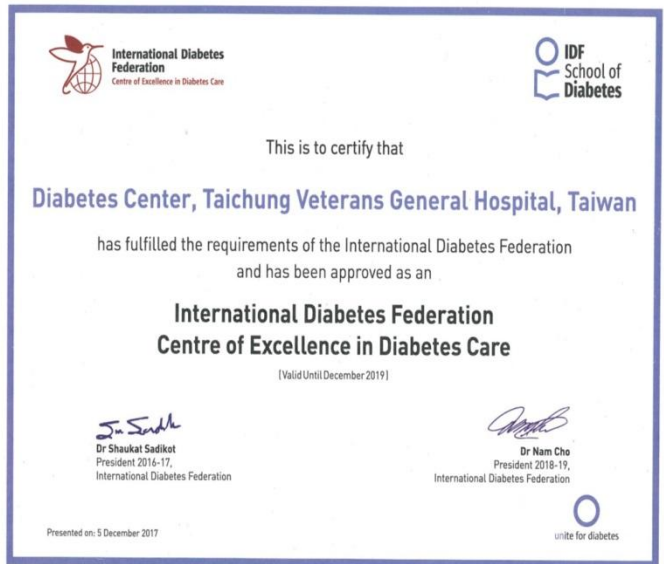 International Diabetes
Federation
Centre of Excellence in Diabetes Care
IDF
School of
Diabetes
This is to certify that
Diabetes Center, Taichung Veterans General Hospital, Taiwan
has fulfilled the requirements of the International Diabetes Federation
and has been approved as an
International Diabetes Federation
Centre of Excellence in Diabetes Care
(Valid Until December 2019)
Dr Shaukat Sadikot
President 2016-17,
International Diabetes Federation
Dr Nam Cho
President 2018-19,
International Diabetes Federation
Presented on: 5 December 2017
unite for diabetes